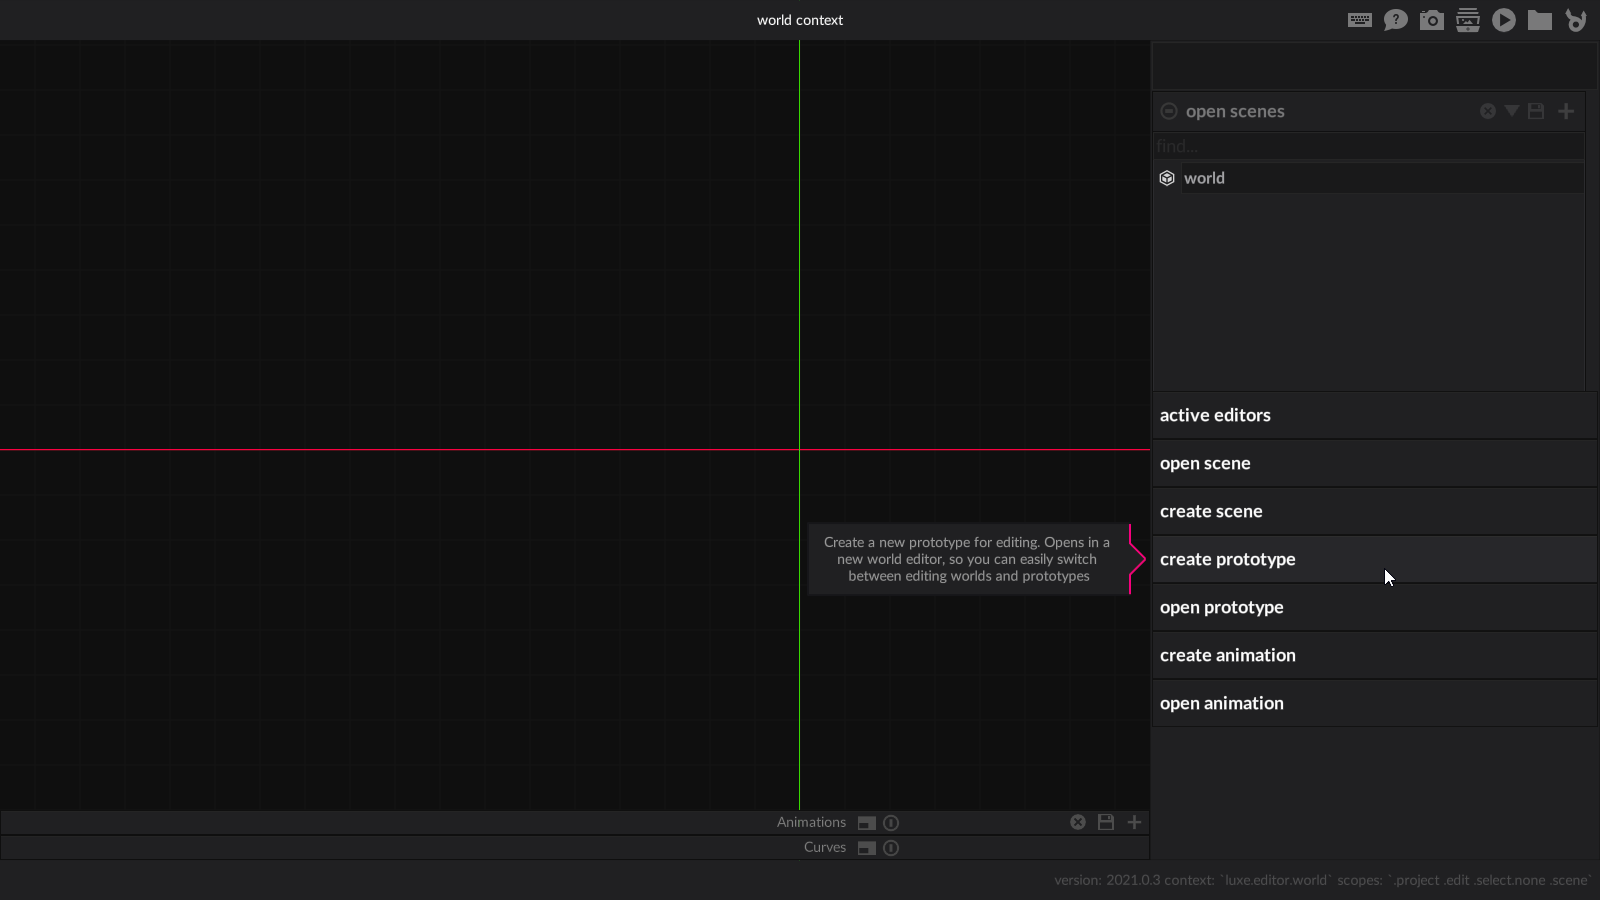 world context
open scenes
find...
world
active editors
open scene
create scene
Create a new prototype for editing. Opens in a
new world editor, so you can easily switch
between editing worlds and prototypes
create prototype
open prototype
create animation
open animation
Animations
Curves
version: 2021.0.3 context: `luxe.editor.world` scopes: `.project .edit .select.none .scene`